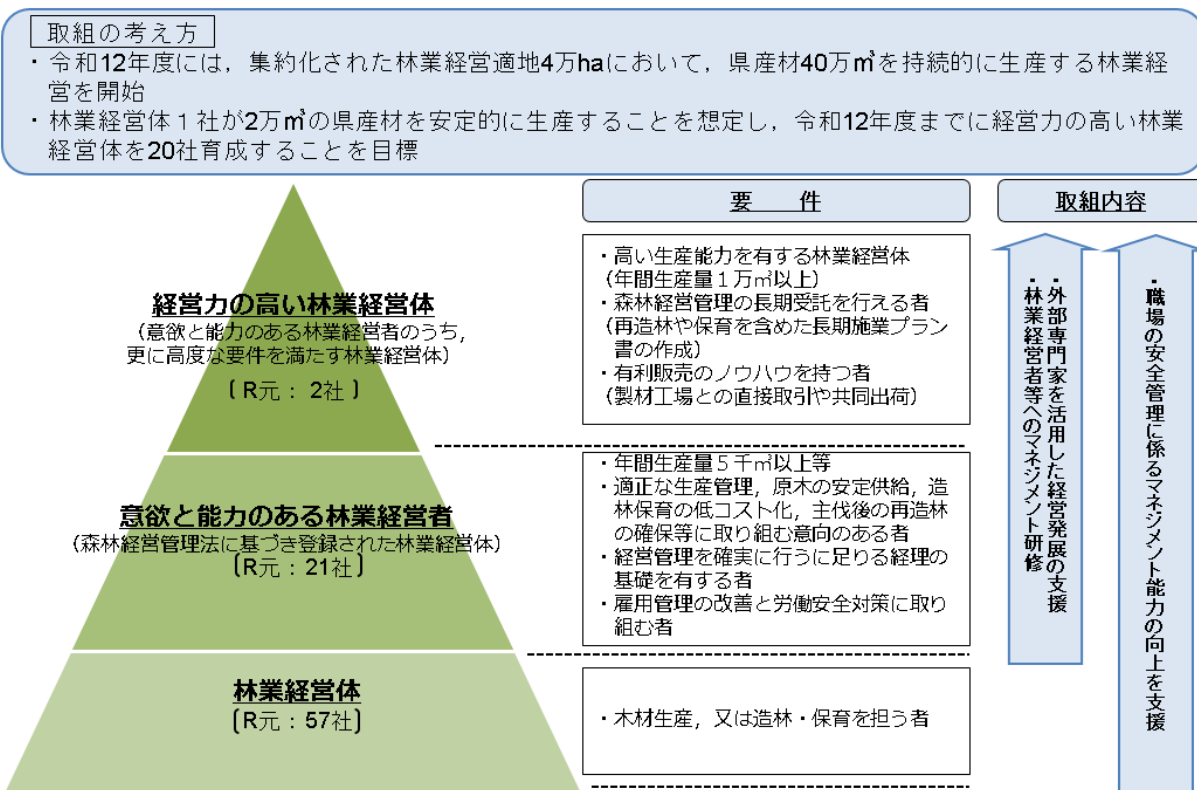 取組の考え方
・令和12年度には，集約化された林業経営適地4万haにおいて，県産材40万㎥を持続的に生産する林業経
営を開始
・林業経営体１社が2万㎥の県産材を安定的に生産することを想定し，令和12年度までに経営力の高い林業
経営体を20社育成することを目標
要　件
取組内容
経営力の高い林業経営体
（意欲と能力のある林業経営者のうち，
更に高度な要件を満たす林業経営体）
〔R元：2社〕
・高い生産能力を有する林業経営体
（年間生産量１万㎥以上）
・森林経営管理の長期受託を行える者
（再造林や保育を含めた長期施業プラン
書の作成）
・有利販売のノウハウを持つ者
（製材工場との直接取引や共同出荷）
意欲と能力のある林業経営者
（森林経営管理法に基づき登録された林業経営体）
〔R元：21社〕
・年間生産量５千㎥以上等
・適正な生産管理，原木の安定供給，造
林保育の低コスト化，主伐後の再造林
の確保等に取り組む意向のある者
・経営管理を確実に行うに足りる経理の
基礎を有する者
・雇用管理の改善と労働安全対策に取り
組む者
林業経営体
〔R元：57社〕
・木材生産，又は造林・保育を担う者
・外部専門家を活用した経営発展の支援
・林業経営者等へのマネジメント研修
・職場の安全管理に係るマネジメント能力の向上を支援